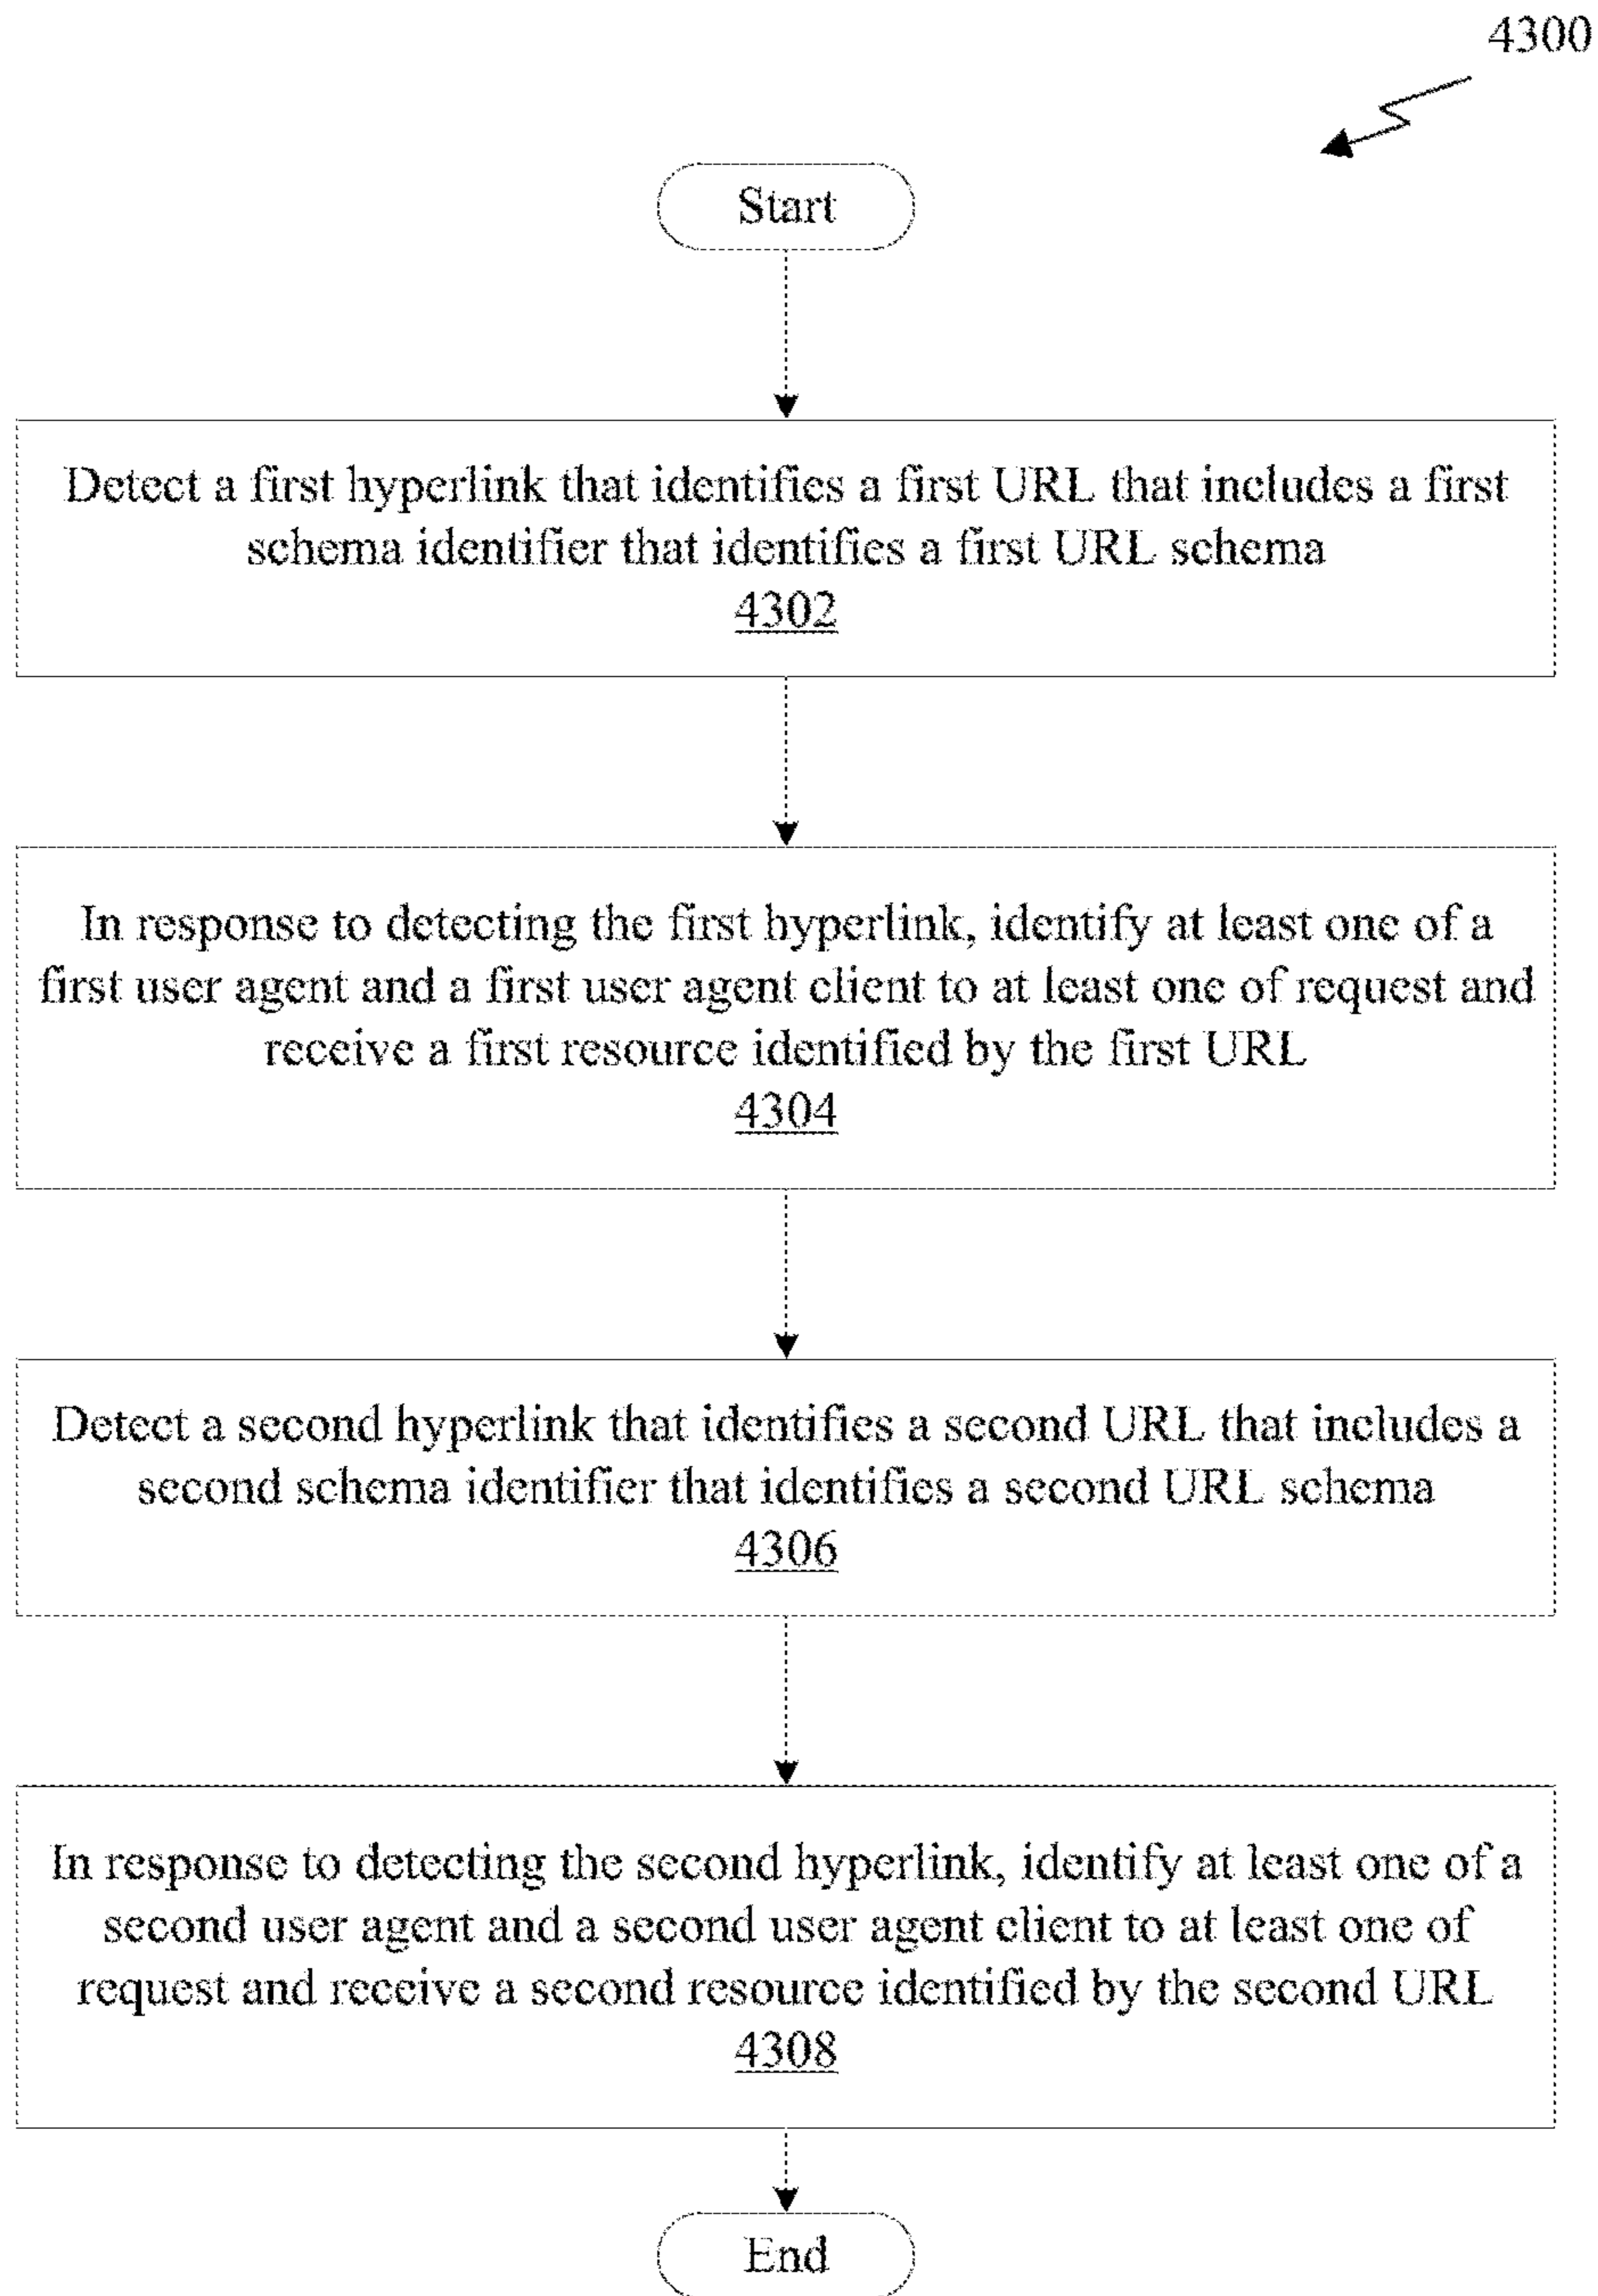 4300
Start
Detect a first hyperlink that identifies a first URL that includes a first
schema identifier that identifies a first URL schema
4302
In response to detecting the first hyperlink, identify at least one of a
first user agent and a first user agent client to at least one of request and
receive a first resource identified by the first URL
4304
Detect a second hyperlink that identifies a second URL that includes a
second schema identifier that identifies a second URL schema
4306
In response to detecting the second hyperlink, identify at least one of a
second user agent and a second user agent client to at least one of
request and receive a second resource identified by the second URL
4308
End